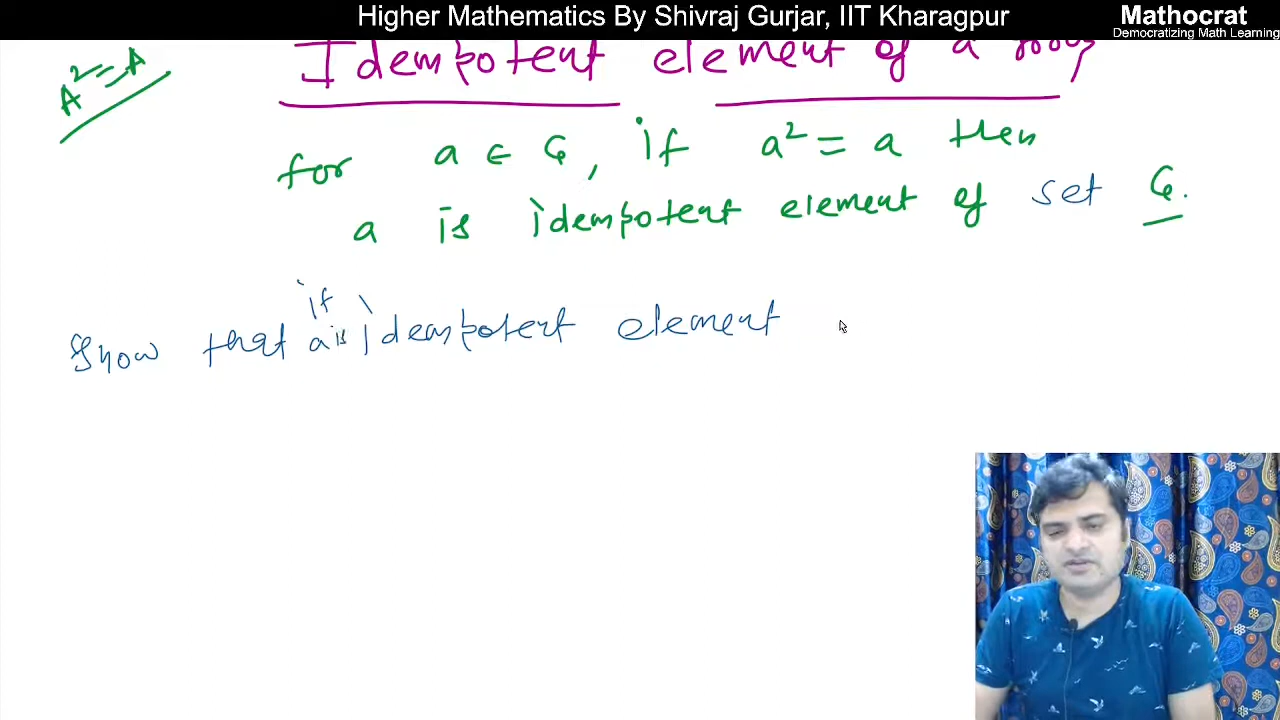 Higher Mathematics By Shivraj Gurjar, IIT Kharagpur
Mathocrat
Democratizing Math Learning
A² = A
Idempotent element of a
for a ∈ G, if a² = a then
a is idempotent element of set G.
Show that if a is Idempotent element